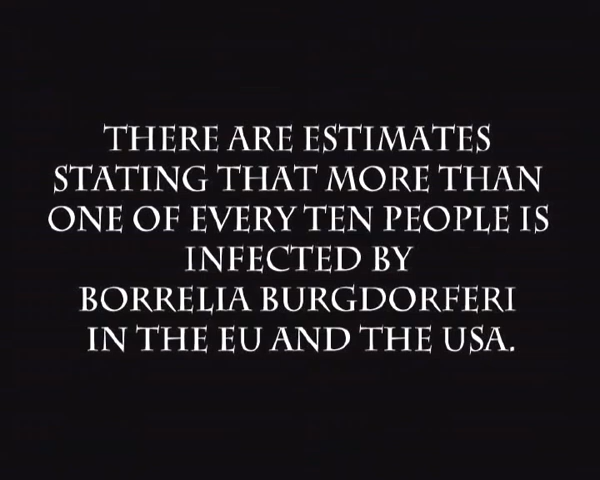 THERE ARE ESTIMATES
STATING THAT MORE THAN
ONE OF EVERY TEN PEOPLE IS
INFECTED BY
BORRELIA BURGDORFERI
IN THE EU AND THE USA.